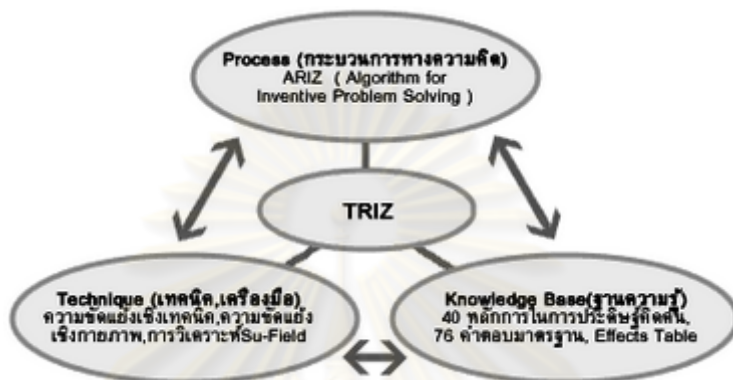 Process (กระบวนการทางความคิด)
ARIZ ( Algorithm for
Inventive Problem Solving )
TRIZ
Technique (เทคนิค,เครื่องมือ)
ความขัดแย้งเชิงเทคนิค,ความขัดแย้ง
เชิงกายภาพ,การวิเคราะห์Su-Field
Knowledge Base(ฐานความรู้)
40 หลักการในการประดิษฐ์คิดค้น,
76 คำตอบมาตรฐาน, Effects Table